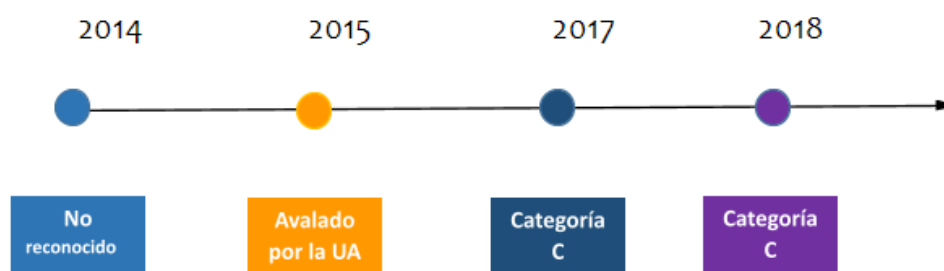 2014
2015
2017
2018
No
reconocido
Avalado
por la UA
Categoría
C
Categoría
C